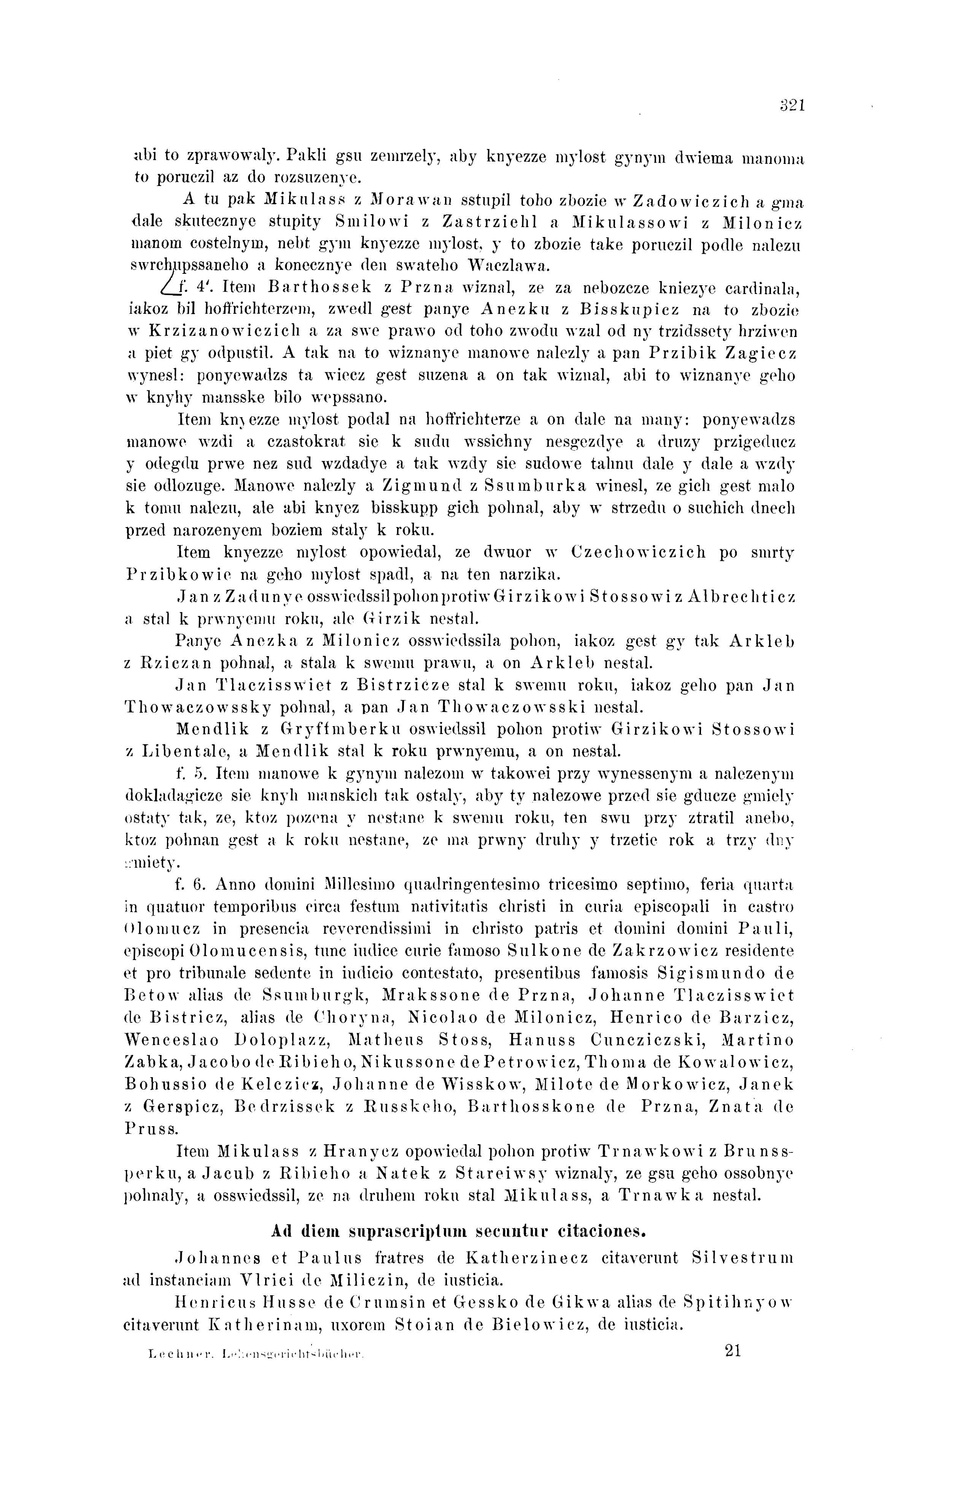 321
abi to zprawowaly. Pakli gsu zemrzely, aby knyezze mylost gynym dwiema manoma
to poruczil az do rozsuzenye.
A tu pak Mikulass z Morawan sstupil toho zbozie w Zadowiczich a gma
dale skutecznye stupity Smilowi z Zastrziehl a Mikulassowi z Milonicz
manom costelnym, nebt gym knyezze mylost, y to zbozie take poruczil podle nalezu
swrchupssaneho a konecznye den swateho Waczlawa.
f. 4'. Item Barthossek z Przna wiznal, ze za nebozcze kniezye cardinala,
iakoz bil hoffrichterzem, zwedl gest panye Anezku z Bisskupicz na to zbozie
w Krzizanowiczich a za swe prawo od toho zwodu wzal od ny trzidssety hrziwen
a piet gy odpustil. A tak na to wiznanye manowe nalezly a pan Przibik Zagiecz
wynesl: ponyewadzs ta wiecz gest suzena a on tak wiznal, abi to wiznanye geho
w knyhy mansske bilo wepssano.
Item knyezze mylost podal na hoffrichterze a on dale na many: ponyewadzs
manowe wzdi a czastokrat sie k sudu wssichny nesgezdye a druzy przigeducz
y odegdu prwe nez sud wzdadye a tak wzdy sie sudowe tahnu dale y dale a wzdy
sie odlozuge. Manowe nalezly a Zigmund z Ssumburka winesl, ze gich gest malo
k tomu nalezu, ale abi knyez bisskupp gich pohnal, aby w strzedu o suchich dnech
przed narozenyem boziem staly k roku.
Item knyezze mylost opowiedal, ze dwuor w Czechowiczich po smrty
Przibkowie na geho mylost spadl, a na ten narzika.
Jan z Zadunye osswiedssil pohon protiw Girzikowi Stossowi z Albrechticz
a stal k prwnyemu roku, ale Girzik nestal.
Panye Anezka z Milonicz osswiedssila pohon, iakoz gest gy tak Arkleb
z Rziczan pohnal, a stala k swemu prawu, a on Arkleb nestal.
Jan Tlaczisswiet z Bistrzicze stal k swemu roku, iakoz geho pan Jan
Thowaczowssky pohnal, a pan Jan Thowaczowsski nestal.
Mendlik z Gryftmberku oswiedssil pohon protiw Girzikowi Stossowi
z Libentale, a Mendlik stal k roku prwnyemu, a on nestal.
f. 5. Item manowe k gynym nalezom w takowei przy wynessenym a nalezenym
dokladagicze sie knyh manskich tak ostaly, aby ty nalezowe przed sie gducze gmiely
ostaty tak, ze, ktoz pozena y nestane k swemu roku, ten swu przy ztratil anebo,
ktoz pohnan gest a k roku nestane, ze ma prwny druhy y trzetie rok a trzy dny
zmiety.
f. 6. Anno domini Millesimo quadringentesimo tricesimo septimo, feria quarta
in quatuor temporibus circa festum nativitatis christi in curia episcopali in castro
Olomucz in presencia reverendissimi in christo patris et domini domini Pauli,
episcopi Olomucensis, tunc iudice curie famoso Sulkone de Zakrzowicz residente
et pro tribunale sedente in iudicio contestato, presentibus famosis Sigismundo de
Betow alias de Ssumburgk, Mrakssone de Przna, Johanne Tlaczisswiet
de Bistricz, alias de Choryna, Nicolao de Milonicz, Henrico de Barzicz,
Wenceslao Doloplazz, Matheus Stoss, Hanuss Cuncziczski, Martino
Zabka, Jacobo de Ribieho, Nikussone de Petrowicz, Thoma de Kowalowicz,
Bohussio de Kelczicz, Johanne de Wisskow, Milote de Morkowicz, Janek
z Gerspicz, Bedrzissek z Russkeho, Barthosskone de Przna, Znata de
Pruss.
Item Mikulass z Hranycz opowiedal pohon protiw Trnawkowi z Brunss-
perku, a Jacub z Ribieho a Natek z Stareiwsy wiznaly, ze gsu geho ossobnye
pohnaly, a osswiedssil, ze na druhem roku stal Mikulass, a Trnawka nestal.
Ad diem suprascriptum secuntur citaciones.
Johannes et Paulus fratres de Katherzinecz citaverunt Silvestrum
ad instanciam Vlrici de Miliczin, de iusticia.
Henricus Husse de Crumsin et Gessko de Gikwa alias de Spitihnyow
citaverunt Katherinam, uxorem Stoian de Bielowicz, de iusticia.
Lechner, Lehensgerichtsbücher. 21